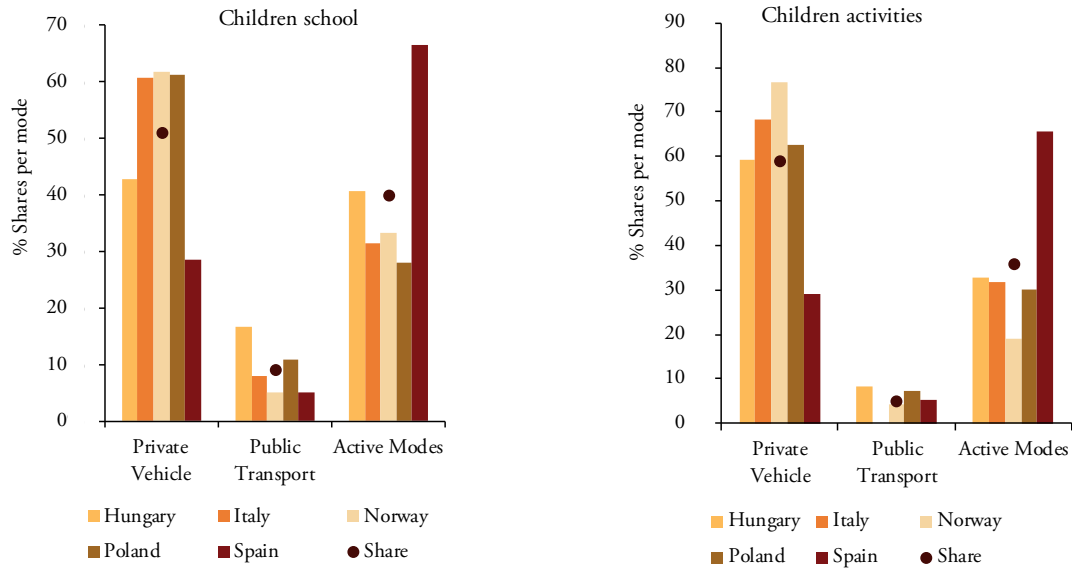 Children school
% Shares per mode
70
60
50
40
30
20
10
0
Private
Vehicle
Public
Transport
Active Modes
Hungary
Italy
Norway
Poland
Spain
Share
Children activities
% Shares per mode
90
80
70
60
50
40
30
20
10
0
Private
Vehicle
Public
Transport
Active Modes
Hungary
Italy
Norway
Poland
Spain
Share